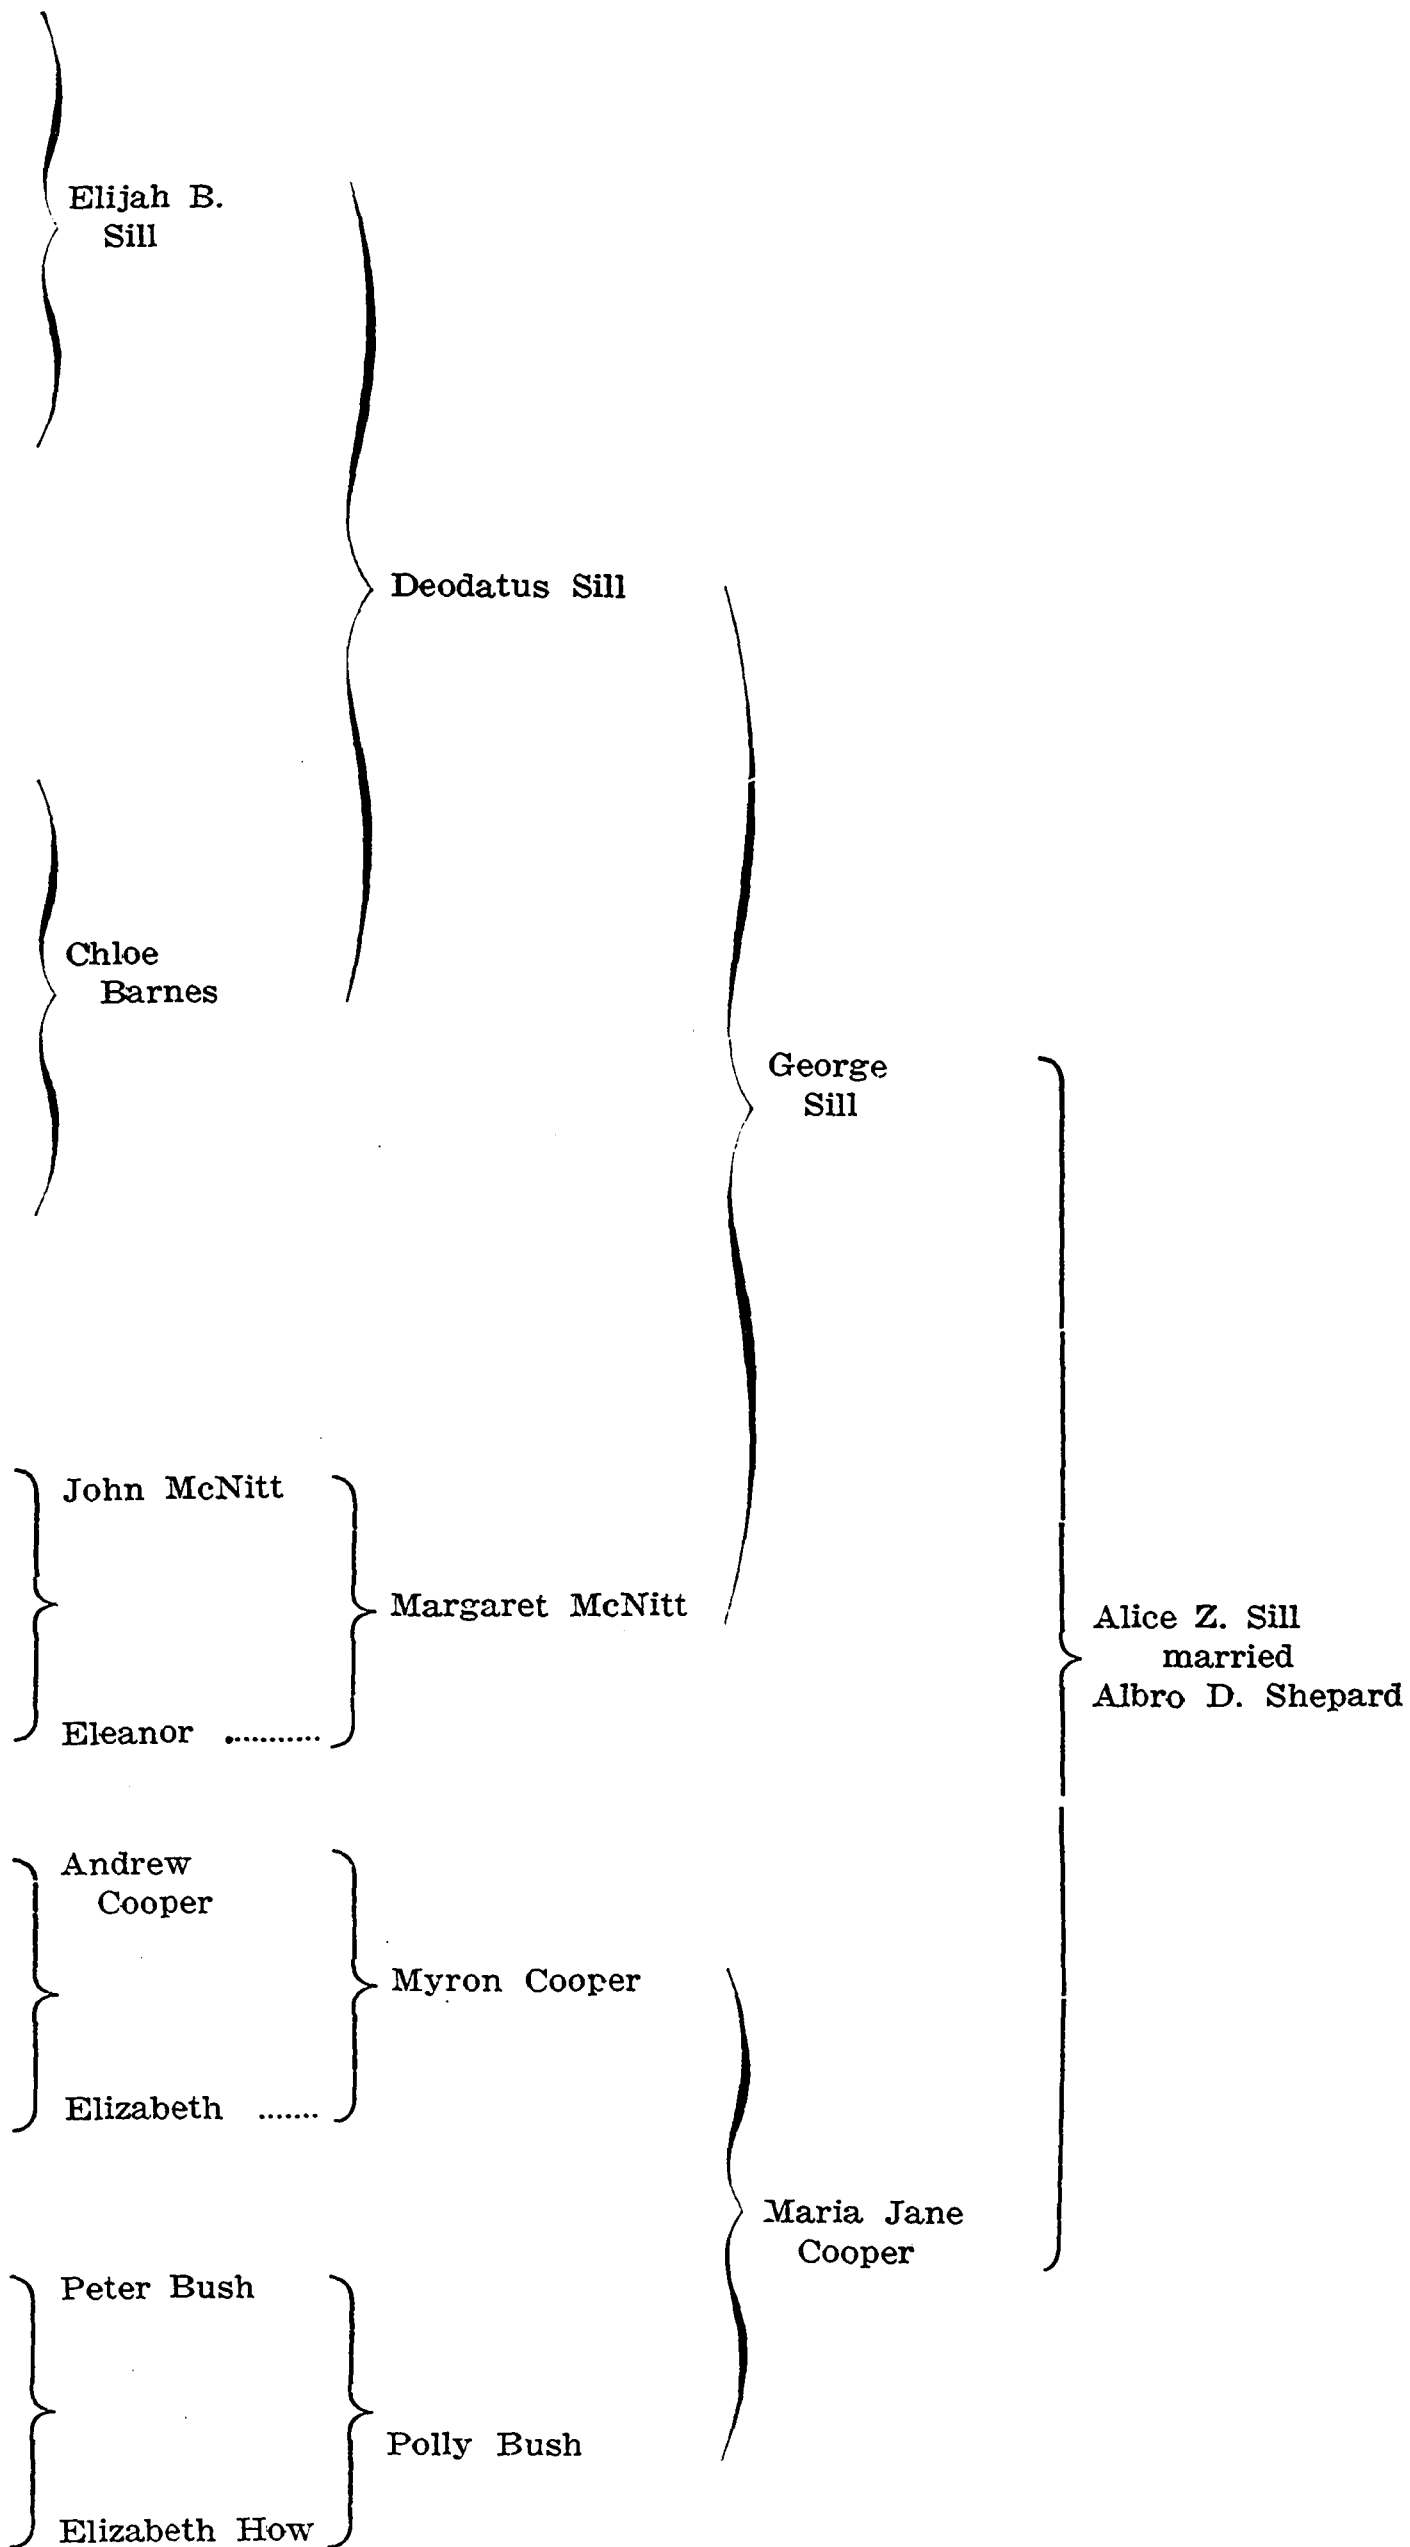 Elijah B.
Sill
Deodatus Sill
Chloe
Barnes
George
Sill
John McNitt
Margaret McNitt
Eleanor ...........
Alice Z. Sill
married
Albro D. Shepard
Andrew
Cooper
Myron Cooper
Elizabeth .......
Maria Jane
Cooper
Peter Bush
Polly Bush
Elizabeth How